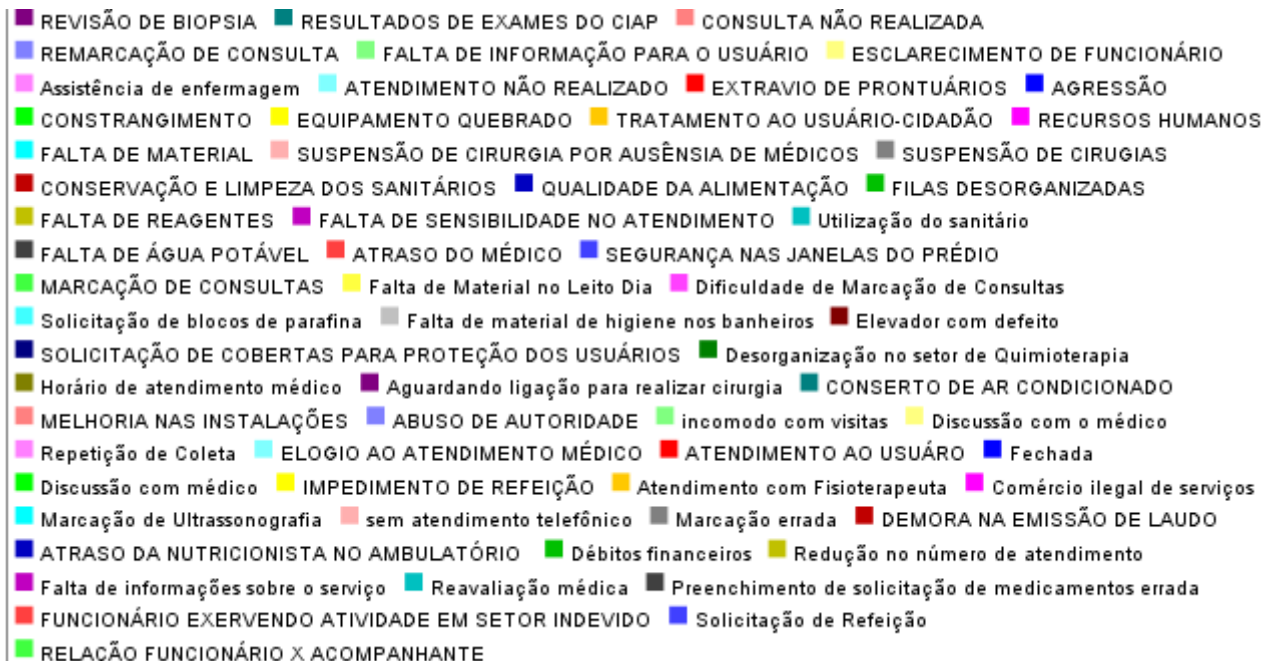 REVISÃO DE BIOPSIA RESULTADOS DE EXAMES DO CIAP CONSULTA NÃO REALIZADA
REMARCAÇÃO DE CONSULTA FALTA DE INFORMAÇÃO PARA O USUÁRIO ESCLARECIMENTO DE FUNCIONÁRIO
Assistência de enfermagem ATENDIMENTO NÃO REALIZADO EXTRAVIO DE PRONTUÁRIOS AGRESSÃO
CONSTRANGIMENTO EQUIPAMENTO QUEBRADO TRATAMENTO AO USUÁRIO-CIDADÃO RECURSOS HUMANOS
FALTA DE MATERIAL SUSPENSÃO DE CIRURGIA POR AUSÊNSIA DE MÉDICOS SUSPENSÃO DE CIRUGIAS
CONSERVAÇÃO E LIMPEZA DOS SANITÁRIOS QUALIDADE DA ALIMENTAÇÃO FILAS DESORGANIZADAS
FALTA DE REAGENTES FALTA DE SENSIBILIDADE NO ATENDIMENTO Utilização do sanitário
FALTA DE ÁGUA POTÁVEL ATRASO DO MÉDICO SEGURANÇA NAS JANELAS DO PRÉDIO
MARCAÇÃO DE CONSULTAS Falta de Material no Leito Dia Dificuldade de Marcação de Consultas
Solicitação de blocos de parafina Falta de material de higiene nos banheiros Elevador com defeito
SOLICITAÇÃO DE COBERTAS PARA PROTEÇÃO DOS USUÁRIOS Desorganização no setor de Quimioterapia
Horário de atendimento médico Aguardando ligação para realizar cirurgia CONSERTO DE AR CONDICIONADO
MELHORIA NAS INSTALAÇÕES ABUSO DE AUTORIDADE incomodo com visitas Discussão com o médico
Repetição de Coleta ELOGIO AO ATENDIMENTO MÉDICO ATENDIMENTO AO USUÁRO Fechada
Discussão com médico IMPEDIMENTO DE REFEIÇÃO Atendimento com Fisioterapeuta Comércio ilegal de serviços
Marcação de Ultrassonografia sem atendimento telefônico Marcação errada DEMORA NA EMISSÃO DE LAUDO
ATRASO DA NUTRICIONISTA NO AMBULATÓRIO Débitos financeiros Redução no número de atendimento
Falta de informações sobre o serviço Reavaliação médica Preenchimento de solicitação de medicamentos errada
FUNCIONÁRIO EXERVENDO ATIVIDADE EM SETOR INDEVIDO Solicitação de Refeição
RELAÇÃO FUNCIONÁRIO X ACOMPANHANTE